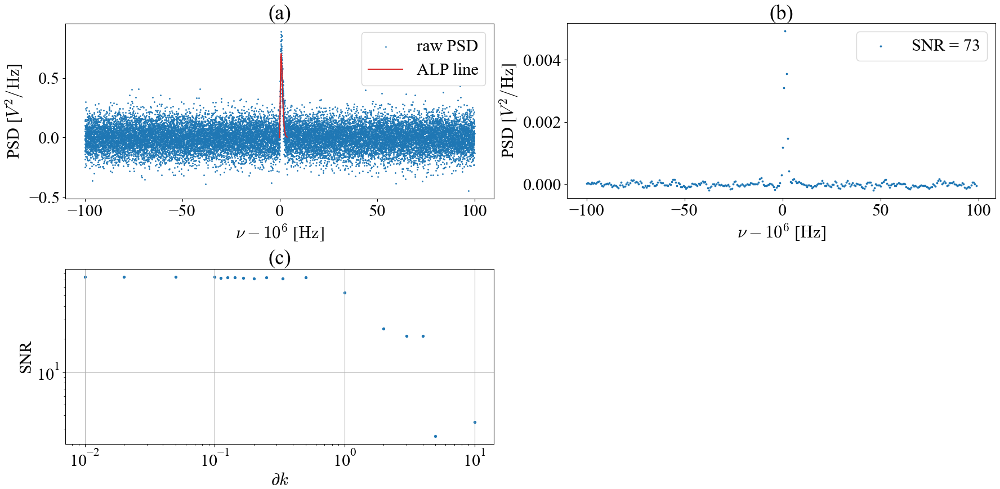 (a)
raw PSD
ALP line
PSD [V²/Hz]
0.5
0.0
−0.5
−100
−50
0
50
100
ν − 10⁶ [Hz]
(b)
SNR = 73
PSD [V²/Hz]
0.004
0.002
0.000
−100
−50
0
50
100
ν − 10⁶ [Hz]
(c)
SNR
10¹
10⁻²
10⁻¹
10⁰
10¹
∂k